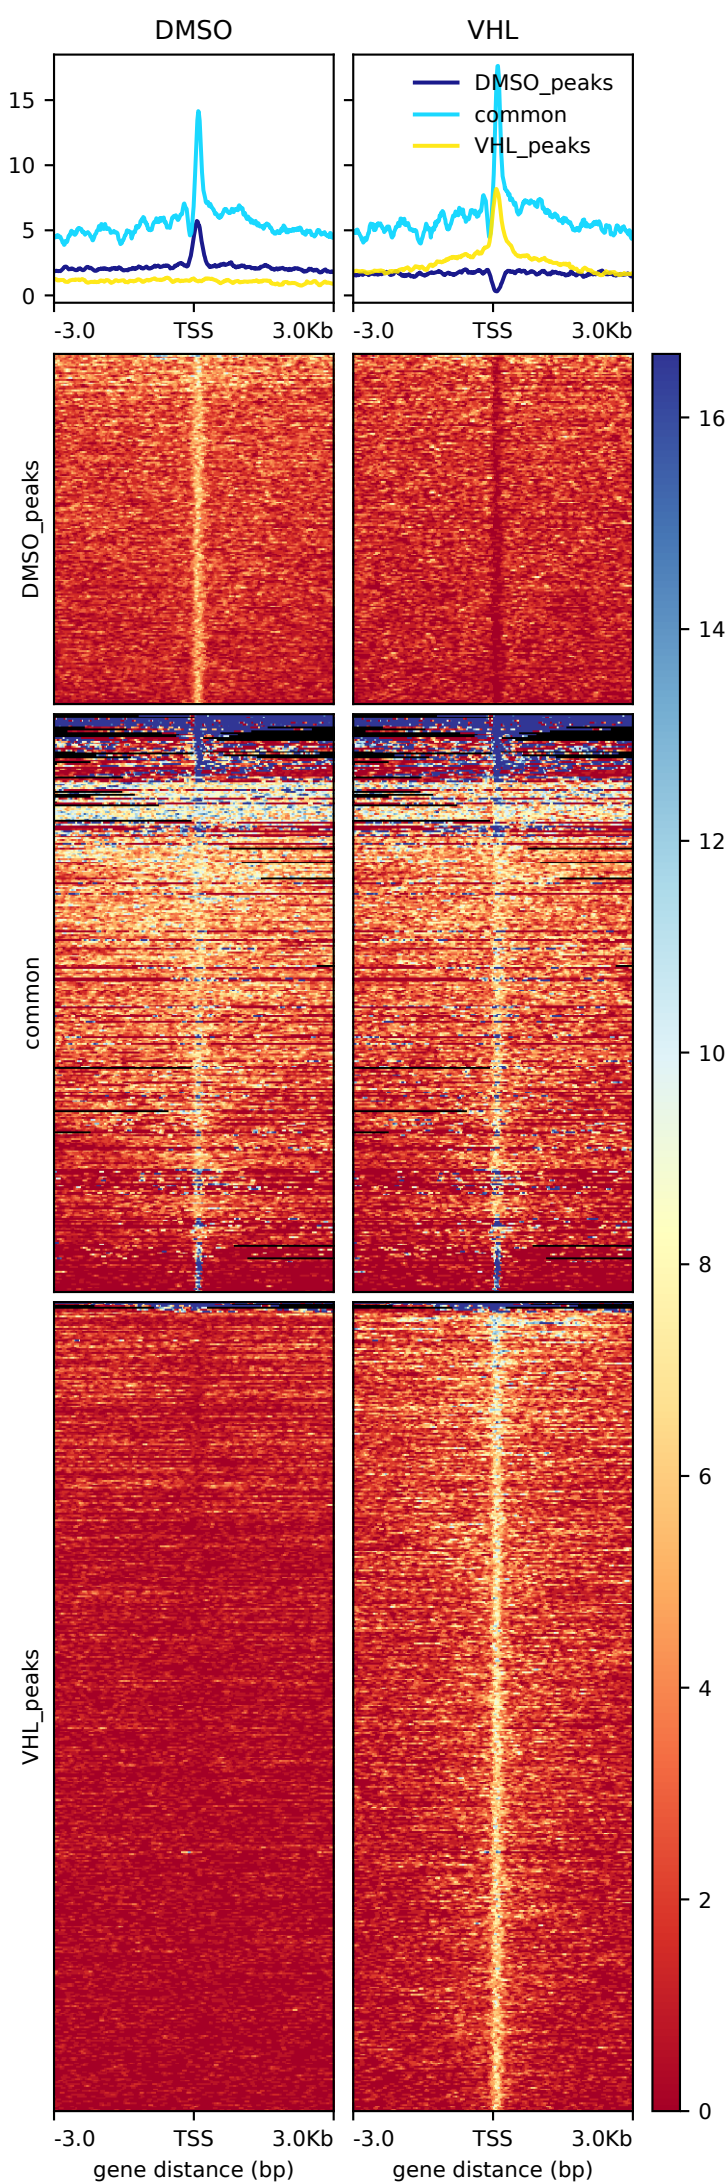 DMSO VHL
15
10
5
0
DMSO_peaks
common
VHL_peaks
-3.0 TSS 3.0Kb -3.0 TSS 3.0Kb
DMSO_peaks
common
VHL_peaks
16
14
12
10
8
6
4
2
0
-3.0 TSS 3.0Kb -3.0 TSS 3.0Kb
gene distance (bp) gene distance (bp)